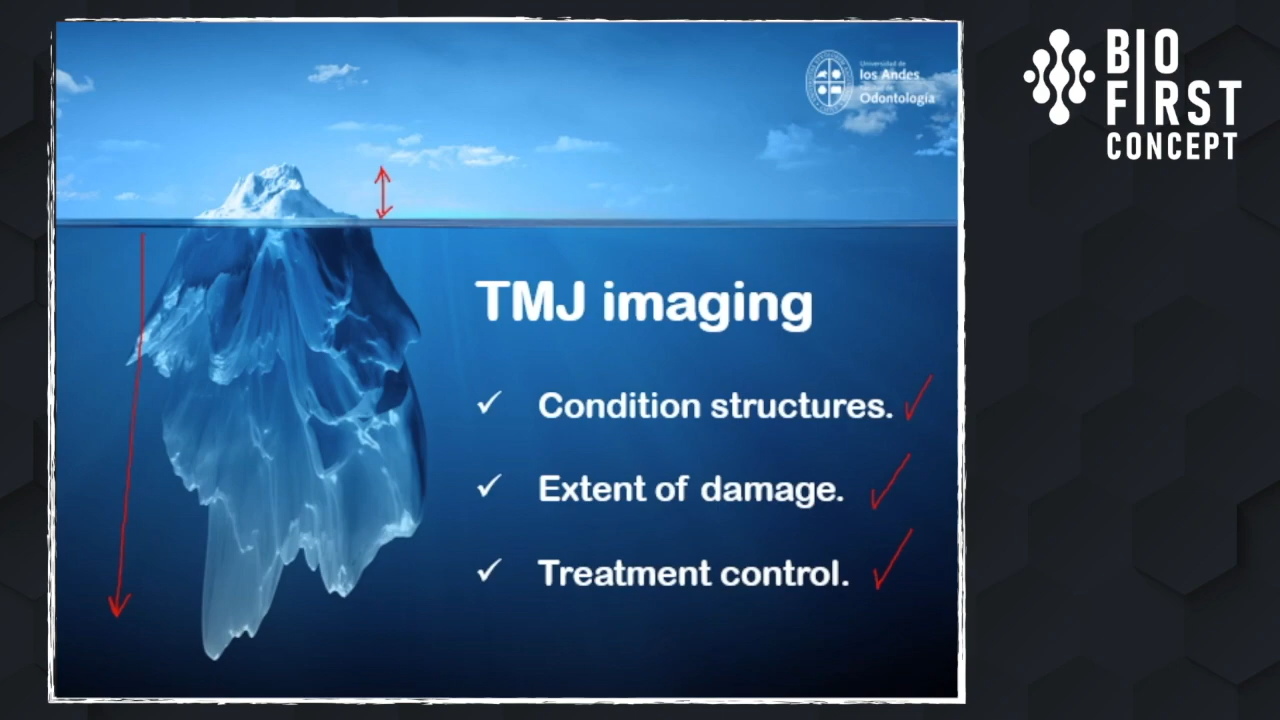 BIO
FIRST
CONCEPT
Universidad de
los Andes
Odontología
TMJ imaging
✓ Condition structures.
✓ Extent of damage.
✓ Treatment control.